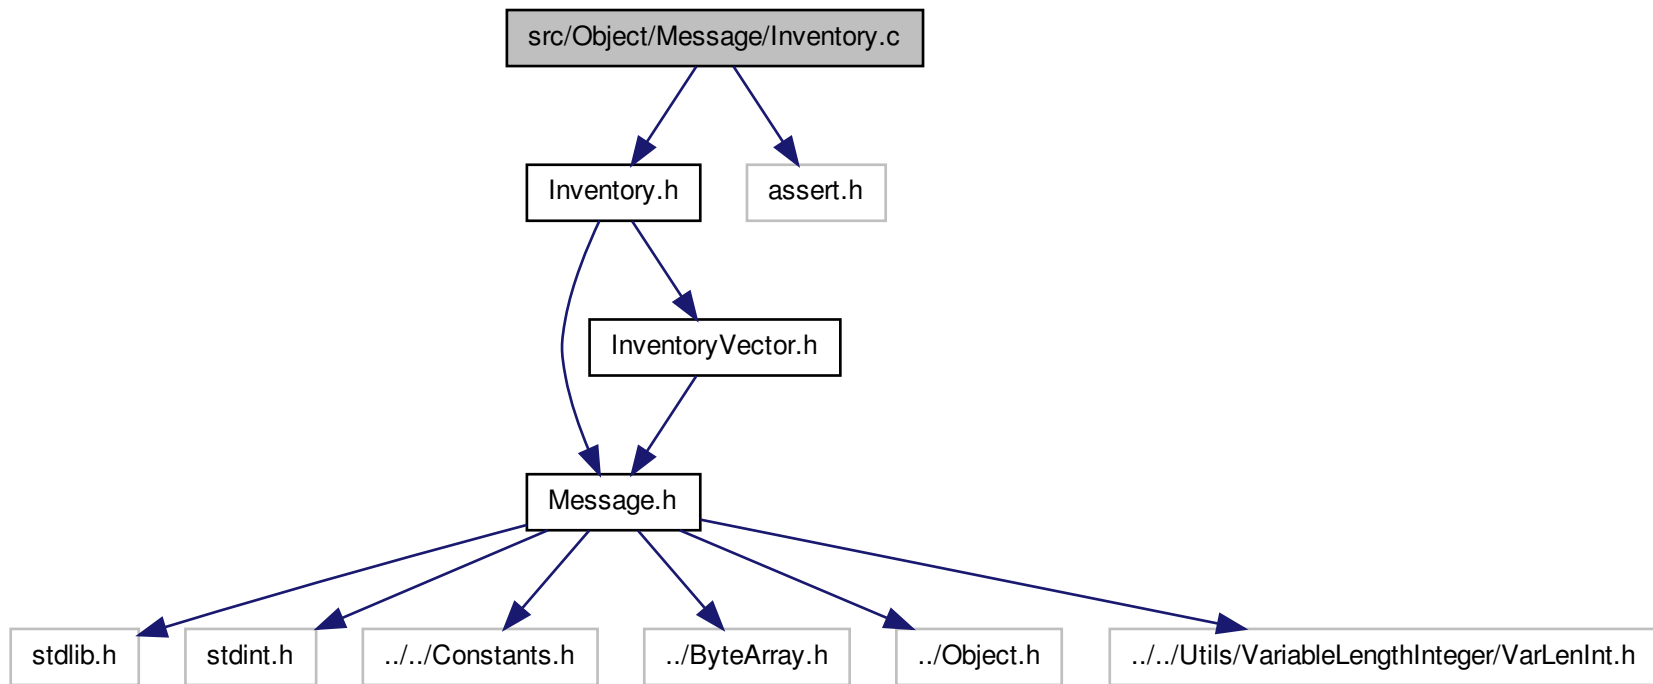 src/Object/Message/Inventory.c
Inventory.h
assert.h
InventoryVector.h
Message.h
stdlib.h
stdint.h
../../Constants.h
../ByteArray.h
../Object.h
../../Utils/VariableLengthInteger/VarLenInt.h